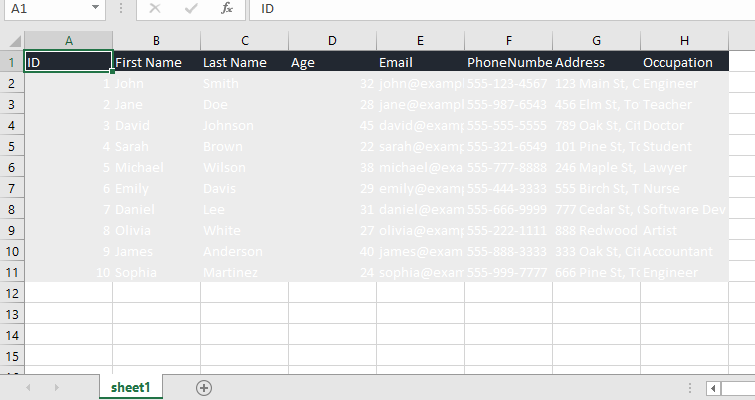 A1 fx ID
A B C D E F G H
1 ID First Name Last Name Age Email PhoneNumbe Address Occupation
2 1 John Smith 32 john@exampl 555-123-4567 123 Main St, C Engineer
3 2 Jane Doe 28 jane@exampl 555-987-6543 456 Elm St, To Teacher
4 3 David Johnson 45 david@examp 555-555-5555 789 Oak St, Cit Doctor
5 4 Sarah Brown 22 sarah@examp 555-321-6549 101 Pine St, To Student
6 5 Michael Wilson 38 michael@exa 555-777-8888 246 Maple St, Lawyer
7 6 Emily Davis 29 emily@examp 555-444-3333 555 Birch St, T Nurse
8 7 Daniel Lee 31 daniel@exam 555-666-9999 777 Cedar St, Software Dev
9 8 Olivia White 27 olivia@examp 555-222-1111 888 Redwood Artist
10 9 James Anderson 40 james@exam 555-888-3333 333 Oak St, Cit Accountant
11 10 Sophia Martinez 24 sophia@exam 555-999-7777 666 Pine St, To Engineer
12
13
14
15
sheet1